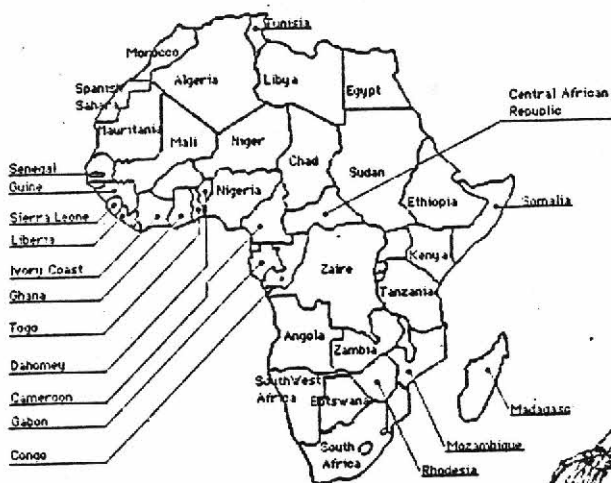 Tunisia
Morocco
Algeria
Libya
Egypt
Spanish
Sahara
Central African
Republic
Mauritania
Mali
Niger
Chad
Sudan
Senegal
Guine
Nigeria
Ethiopia
Somalia
Sierra Leone
Liberia
Kenya
Ivory Coast
Zaire
Ghana
Tanzania
Togo
Angola
Zambia
Dahomey
SouthWest
Africa
Botswana
Cameroon
Madagasc
Gabon
Mozambique
South
Africa
Congo
Rhodesia